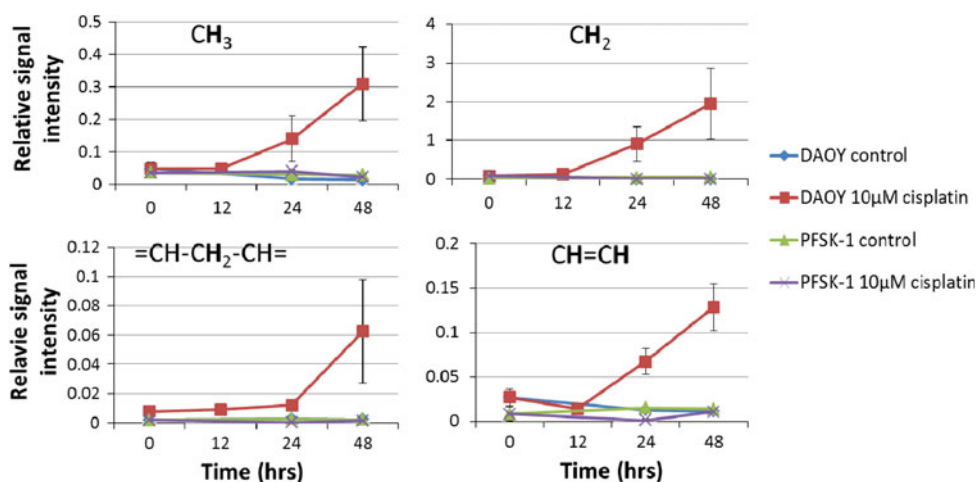 CH₃
Relative signal intensity
0.5
0.4
0.3
0.2
0.1
0
0 12 24 48
CH₂
4
3
2
1
0
0 12 24 48
=CH-CH₂-CH=
Relavie signal intensity
0.12
0.1
0.08
0.06
0.04
0.02
0
0 12 24 48
Time (hrs)
CH=CH
0.2
0.15
0.1
0.05
0
0 12 24 48
Time (hrs)
DAOY control
DAOY 10µM cisplatin
PFSK-1 control
PFSK-1 10µM cisplatin